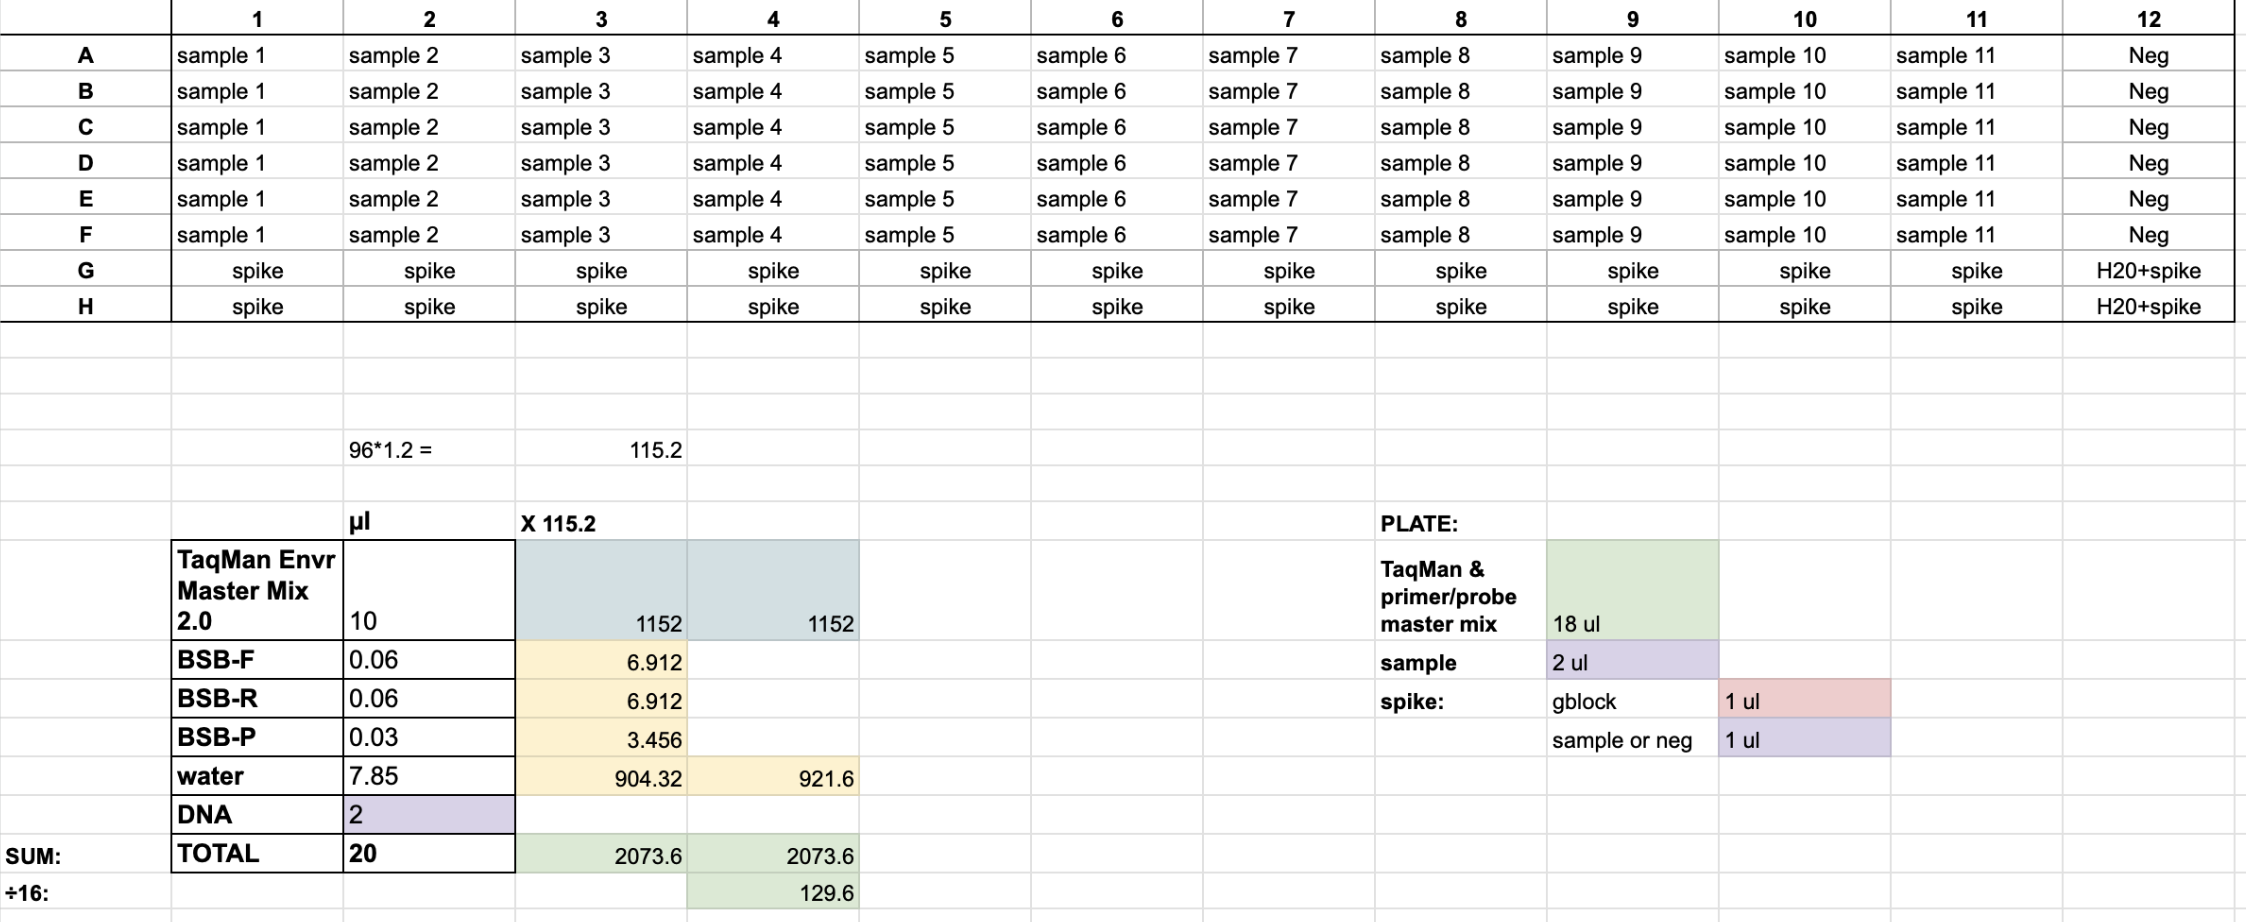 1 2 3 4 5 6 7 8 9 10 11 12
A sample 1 sample 2 sample 3 sample 4 sample 5 sample 6 sample 7 sample 8 sample 9 sample 10 sample 11 Neg
B sample 1 sample 2 sample 3 sample 4 sample 5 sample 6 sample 7 sample 8 sample 9 sample 10 sample 11 Neg
C sample 1 sample 2 sample 3 sample 4 sample 5 sample 6 sample 7 sample 8 sample 9 sample 10 sample 11 Neg
D sample 1 sample 2 sample 3 sample 4 sample 5 sample 6 sample 7 sample 8 sample 9 sample 10 sample 11 Neg
E sample 1 sample 2 sample 3 sample 4 sample 5 sample 6 sample 7 sample 8 sample 9 sample 10 sample 11 Neg
F sample 1 sample 2 sample 3 sample 4 sample 5 sample 6 sample 7 sample 8 sample 9 sample 10 sample 11 Neg
G spike spike spike spike spike spike spike spike spike spike spike H20+spike
H spike spike spike spike spike spike spike spike spike spike spike H20+spike
96*1.2 = 115.2
µl X 115.2
TaqMan Envr
Master Mix
2.0 10 1152 1152
BSB-F 0.06 6.912
BSB-R 0.06 6.912
BSB-P 0.03 3.456
water 7.85 904.32 921.6
DNA 2
SUM: TOTAL 20 2073.6 2073.6
÷16: 129.6
PLATE:
TaqMan &
primer/probe
master mix 18 ul
sample 2 ul
spike: gblock 1 ul
sample or neg 1 ul